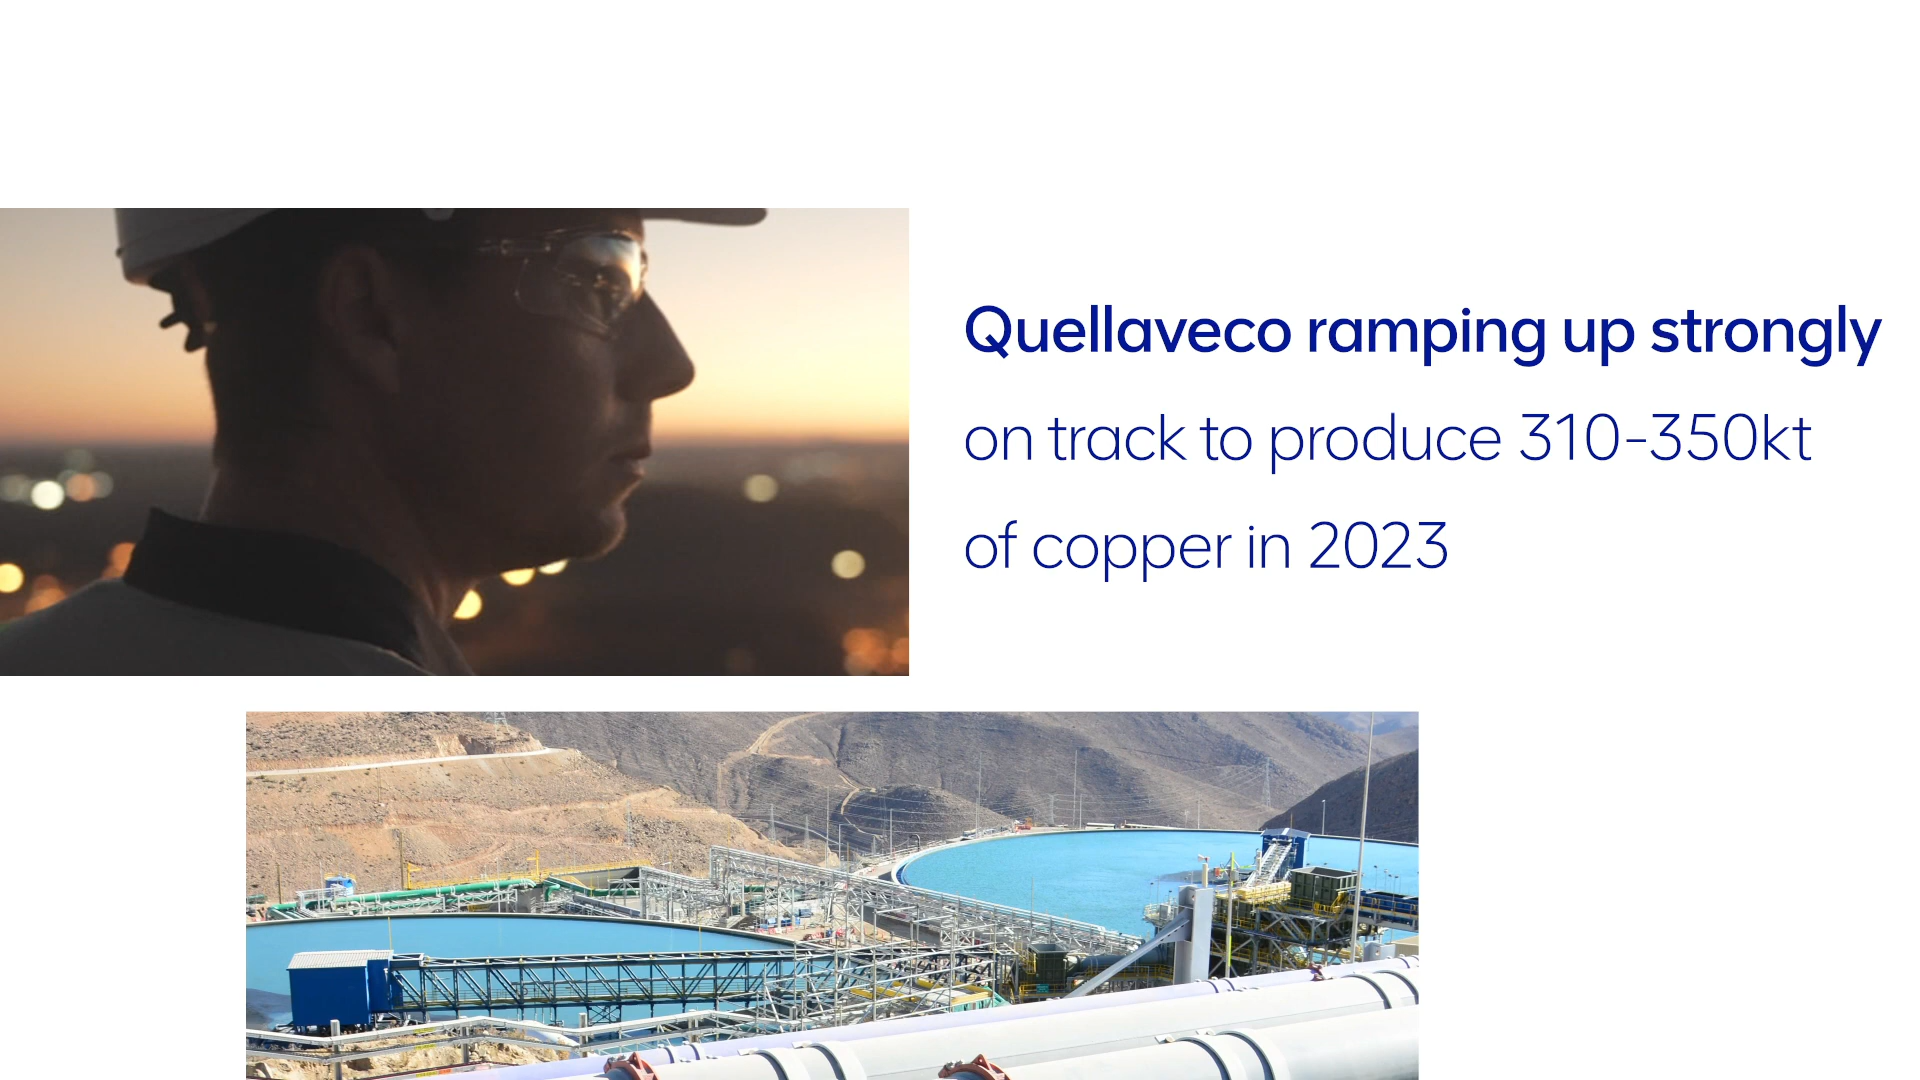 Quellaveco ramping up strongly
on track to produce 310-350kt
of copper in 2023